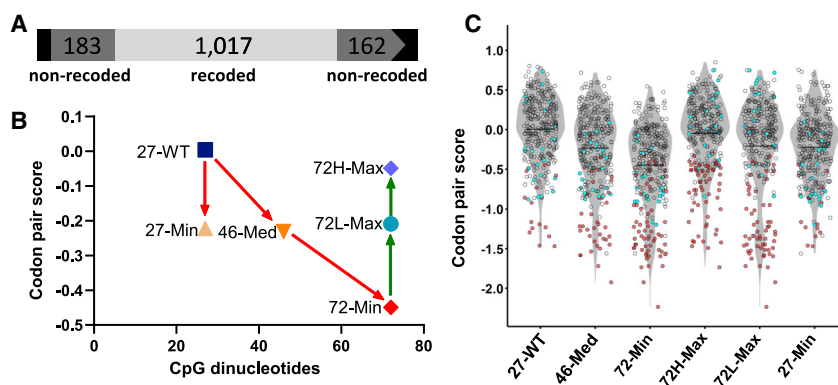 A
183
1,017
162
non-recoded
recoded
non-recoded
B
Codon pair score
0.1
0.0
-0.1
-0.2
-0.3
-0.4
-0.5
27-WT
72H-Max
27-Min
46-Med
72L-Max
72-Min
0
20
40
60
80
CpG dinucleotides
C
Codon pair score
1.0
0.5
0.0
-0.5
-1.0
-1.5
-2.0
27-WT
46-Med
72-Min
72H-Max
72L-Max
27-Min